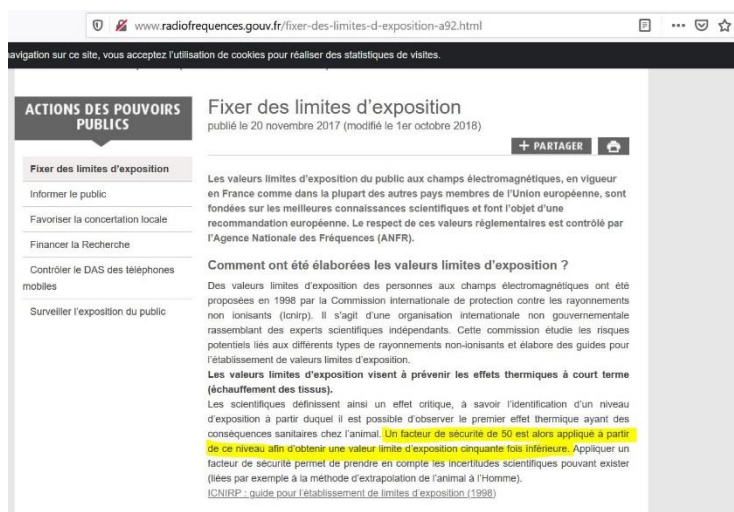 www.radiofrequences.gouv.fr/fixer-des-limites-d-exposition-a92.html
navigation sur ce site, vous acceptez l'utilisation de cookies pour réaliser des statistiques de visites.
ACTIONS DES POUVOIRS
PUBLICS
Fixer des limites d'exposition
Informer le public
Favoriser la concertation locale
Financer la Recherche
Contrôler le DAS des téléphones
mobiles
Surveiller l'exposition du public
Fixer des limites d'exposition
publié le 20 novembre 2017 (modifié le 1er octobre 2018)
+ PARTAGER
Les valeurs limites d'exposition du public aux champs électromagnétiques, en vigueur
en France comme dans la plupart des autres pays membres de l'Union européenne, sont
fondées sur les meilleures connaissances scientifiques et font l'objet d'une
recommandation européenne. Le respect de ces valeurs réglementaires est contrôlé par
l'Agence Nationale des Fréquences (ANFR).
Comment ont été élaborées les valeurs limites d'exposition ?
Des valeurs limites d'exposition des personnes aux champs électromagnétiques ont été
proposées en 1998 par la Commission internationale de protection contre les rayonnements
non ionisants (Icnirp). Il s'agit d'une organisation internationale non gouvernementale
rassemblant des experts scientifiques indépendants. Cette commission étudie les risques
potentiels liés aux différents types de rayonnements non-ionisants et élabore des guides pour
l'établissement de valeurs limites d'exposition.
Les valeurs limites d'exposition visent à prévenir les effets thermiques à court terme
(échauffement des tissus).
Les scientifiques définissent ainsi un effet critique, à savoir l'identification d'un niveau
d'exposition à partir duquel il est possible d'observer le premier effet thermique ayant des
conséquences sanitaires chez l'animal. Un facteur de sécurité de 50 est alors appliqué à partir
de ce niveau afin d'obtenir une valeur limite d'exposition cinquante fois inférieure. Appliquer un
facteur de sécurité permet de prendre en compte les incertitudes scientifiques pouvant exister
(liées par exemple à la méthode d'extrapolation de l'animal à l'Homme).
ICNIRP : guide pour l'établissement de limites d'exposition (1998)